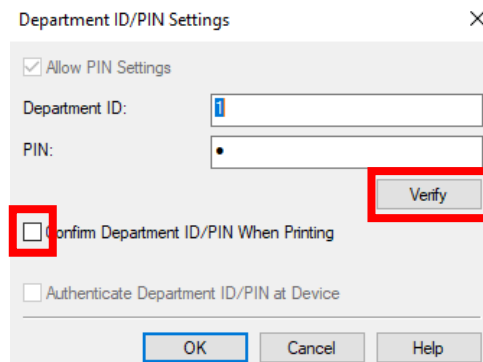 Department ID/PIN Settings
Allow PIN Settings
Department ID: 1
PIN: ●
Verify
Confirm Department ID/PIN When Printing
Authenticate Department ID/PIN at Device
OK Cancel Help